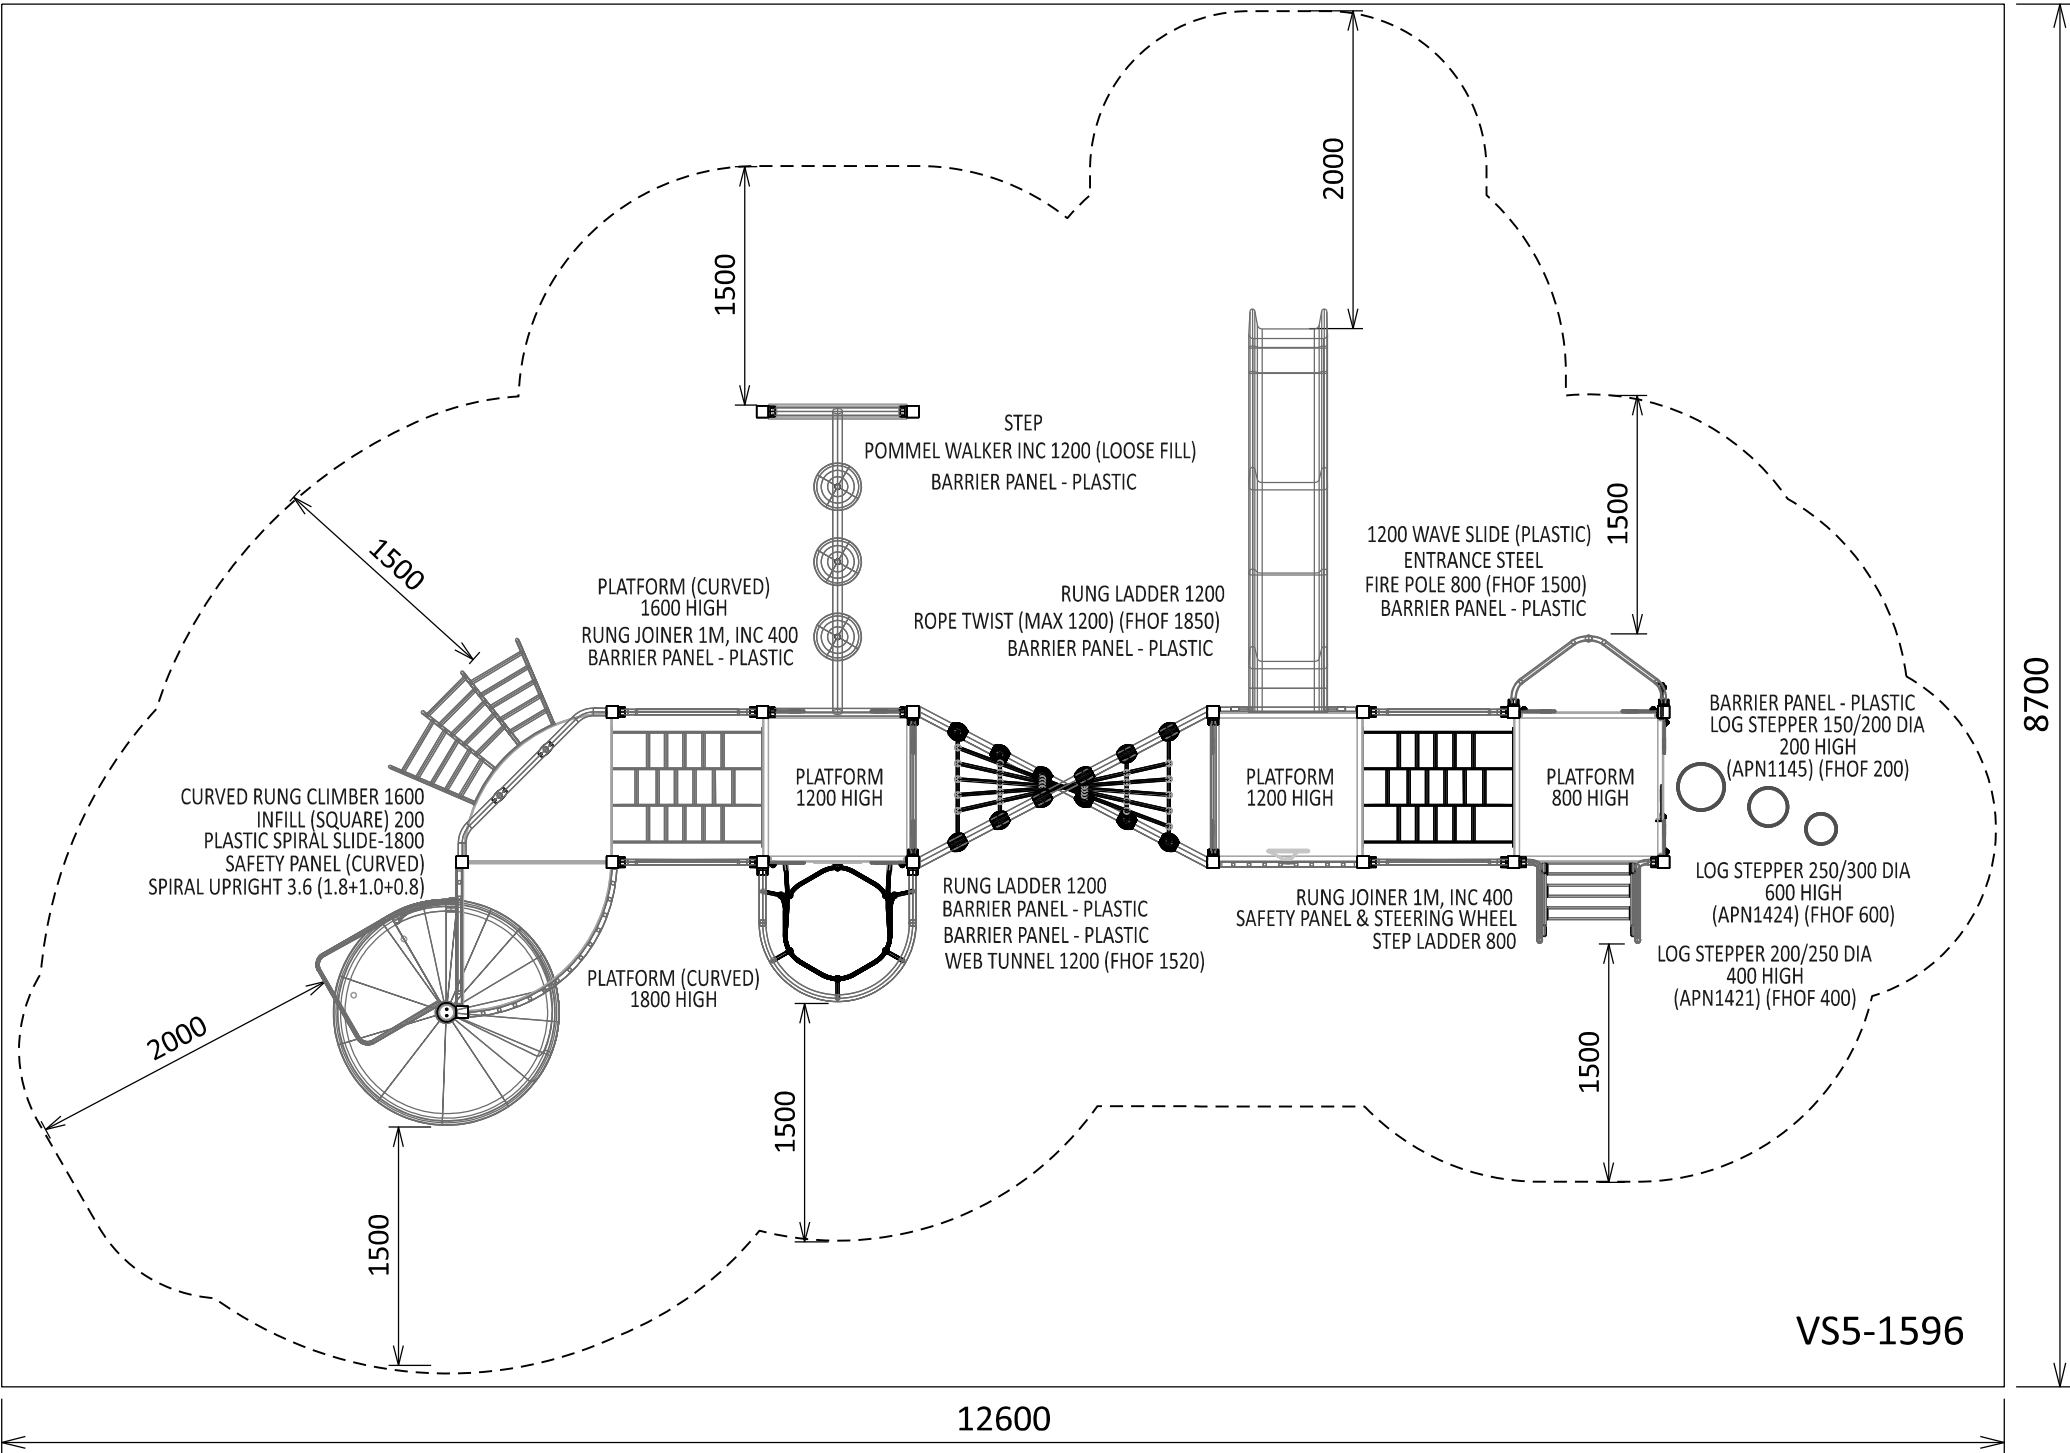 2000
1500
STEP
POMMEL WALKER INC 1200 (LOOSE FILL)
BARRIER PANEL - PLASTIC
1500
1500
1200 WAVE SLIDE (PLASTIC)
ENTRANCE STEEL
FIRE POLE 800 (FHOF 1500)
BARRIER PANEL - PLASTIC
PLATFORM (CURVED)
1600 HIGH
RUNG JOINER 1M, INC 400
BARRIER PANEL - PLASTIC
RUNG LADDER 1200
ROPE TWIST (MAX 1200) (FHOF 1850)
BARRIER PANEL - PLASTIC
8700
BARRIER PANEL - PLASTIC
LOG STEPPER 150/200 DIA
200 HIGH
(APN1145) (FHOF 200)
PLATFORM
1200 HIGH
PLATFORM
1200 HIGH
PLATFORM
800 HIGH
CURVED RUNG CLIMBER 1600
INFILL (SQUARE) 200
PLASTIC SPIRAL SLIDE-1800
SAFETY PANEL (CURVED)
SPIRAL UPRIGHT 3.6 (1.8+1.0+0.8)
RUNG LADDER 1200
BARRIER PANEL - PLASTIC
BARRIER PANEL - PLASTIC
WEB TUNNEL 1200 (FHOF 1520)
RUNG JOINER 1M, INC 400
SAFETY PANEL & STEERING WHEEL
STEP LADDER 800
LOG STEPPER 250/300 DIA
600 HIGH
(APN1424) (FHOF 600)
LOG STEPPER 200/250 DIA
400 HIGH
(APN1421) (FHOF 400)
PLATFORM (CURVED)
1800 HIGH
2000
1500
1500
1500
VS5-1596
12600